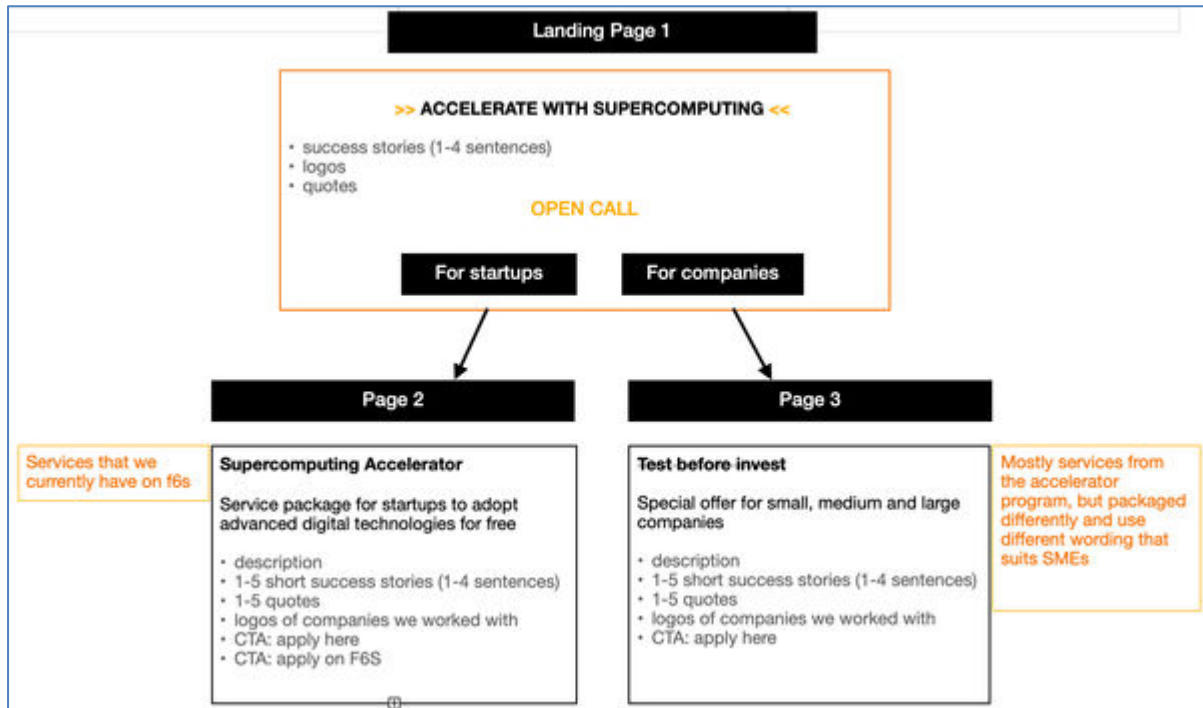 Landing Page 1
>> ACCELERATE WITH SUPERCOMPUTING <<
• success stories (1-4 sentences)
• logos
• quotes
OPEN CALL
For startups
For companies
Page 2
Page 3
Services that we
currently have on f6s
Supercomputing Accelerator
Service package for startups to adopt
advanced digital technologies for free
• description
• 1-5 short success stories (1-4 sentences)
• 1-5 quotes
• logos of companies we worked with
• CTA: apply here
• CTA: apply on F6S
Test before invest
Special offer for small, medium and large
companies
• description
• 1-5 short success stories (1-4 sentences)
• 1-5 quotes
• logos of companies we worked with
• CTA: apply here
Mostly services from
the accelerator
program, but packaged
differently and use
different wording that
suits SMEs